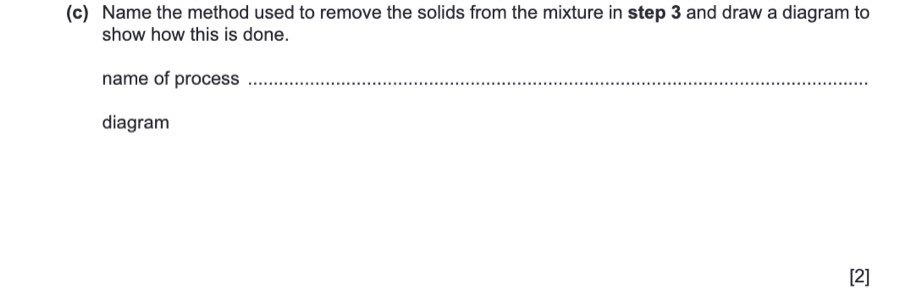 (c) Name the method used to remove the solids from the mixture in step 3 and draw a diagram to
show how this is done.
name of process ..........................................................................................................................
diagram
[2]